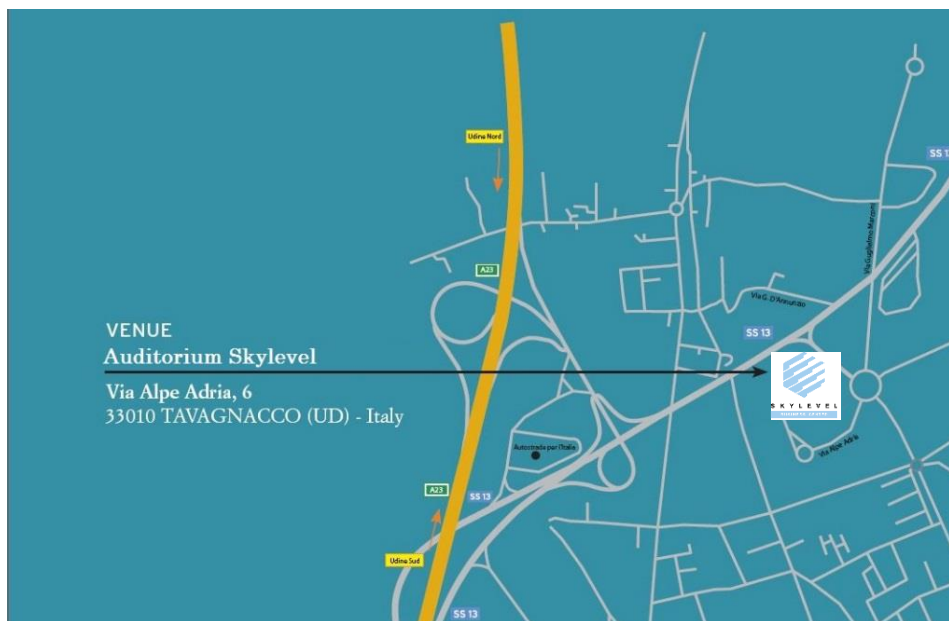 Udine Nord
SS 13
Via Guglielmo Marconi
A23
Via G. D'Annunzio
VENUE
SS 13
Auditorium Skylevel
Via Alpe Adria, 6
33010 TAVAGNACCO (UD) - Italy
SKYLEVEL
Autostrade per l'Italia
Via Alpe Adria
A23
SS 13
Udine Sud
SS 13